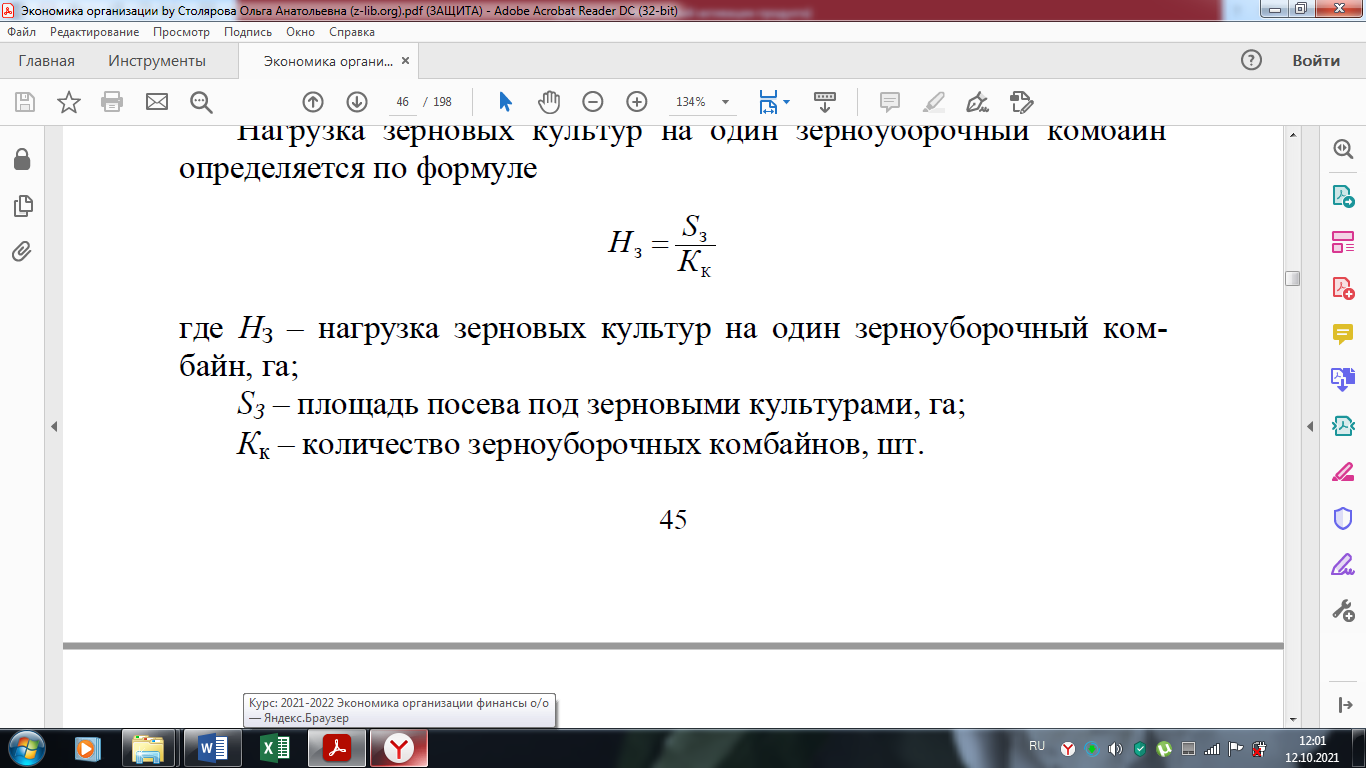 Экономика организации by Столярова Ольга Анатольевна (z-lib.org).pdf (ЗАЩИТА) - Adobe Acrobat Reader DC (32-bit)
Файл Редактирование Просмотр Подпись Окно Справка
Главная Инструменты Экономика органи... × ? Войти
46 / 198 134%
Нагрузка зерновых культур на один зерноуборочный комбайн
определяется по формуле
Hз = Sз / Kк
где HЗ – нагрузка зерновых культур на один зерноуборочный ком-
байн, га;
SЗ – площадь посева под зерновыми культурами, га;
Kк – количество зерноуборочных комбайнов, шт.
45
Курс: 2021-2022 Экономика организации финансы о/о
— Яндекс.Браузер
RU
12:01
12.10.2021